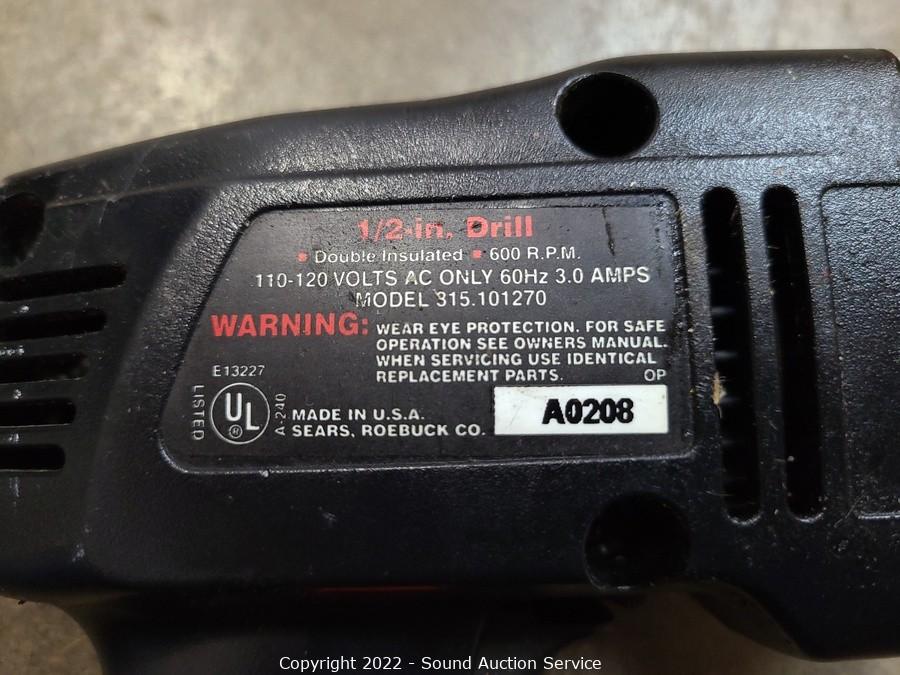 1/2-in. Drill
▪ Double Insulated ▪ 600 R.P.M.
110-120 VOLTS AC ONLY 60Hz 3.0 AMPS
MODEL 315.101270
WARNING: WEAR EYE PROTECTION. FOR SAFE
OPERATION SEE OWNERS MANUAL.
WHEN SERVICING USE IDENTICAL
REPLACEMENT PARTS.
OP
E13227
LISTED
UL
®
A-240
MADE IN U.S.A.
SEARS, ROEBUCK CO.
A0208
Copyright 2022 - Sound Auction Service